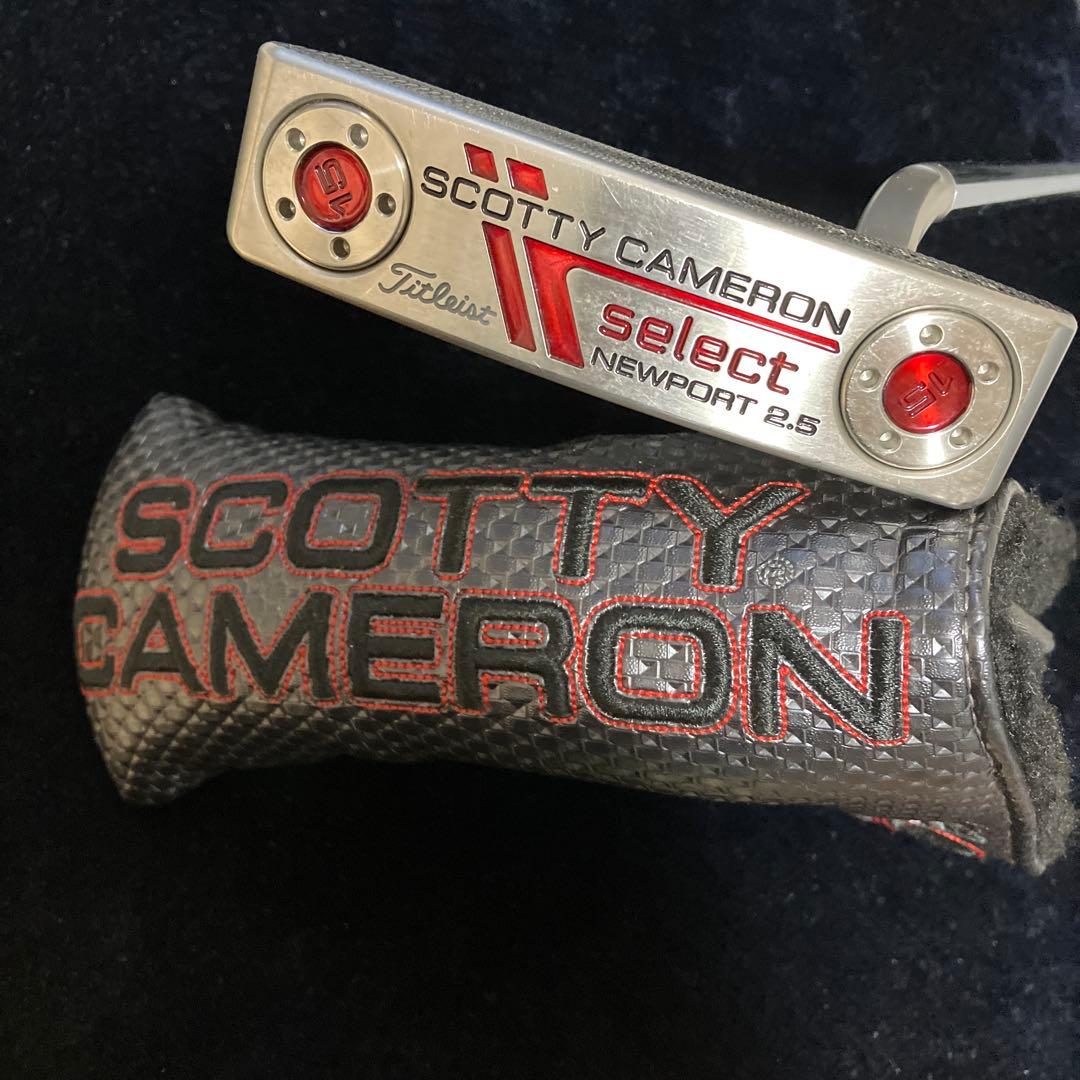 15
SCOTTY CAMERON
Titleist
select
NEWPORT 2.5
15
SCOTTY
CAMERON
®